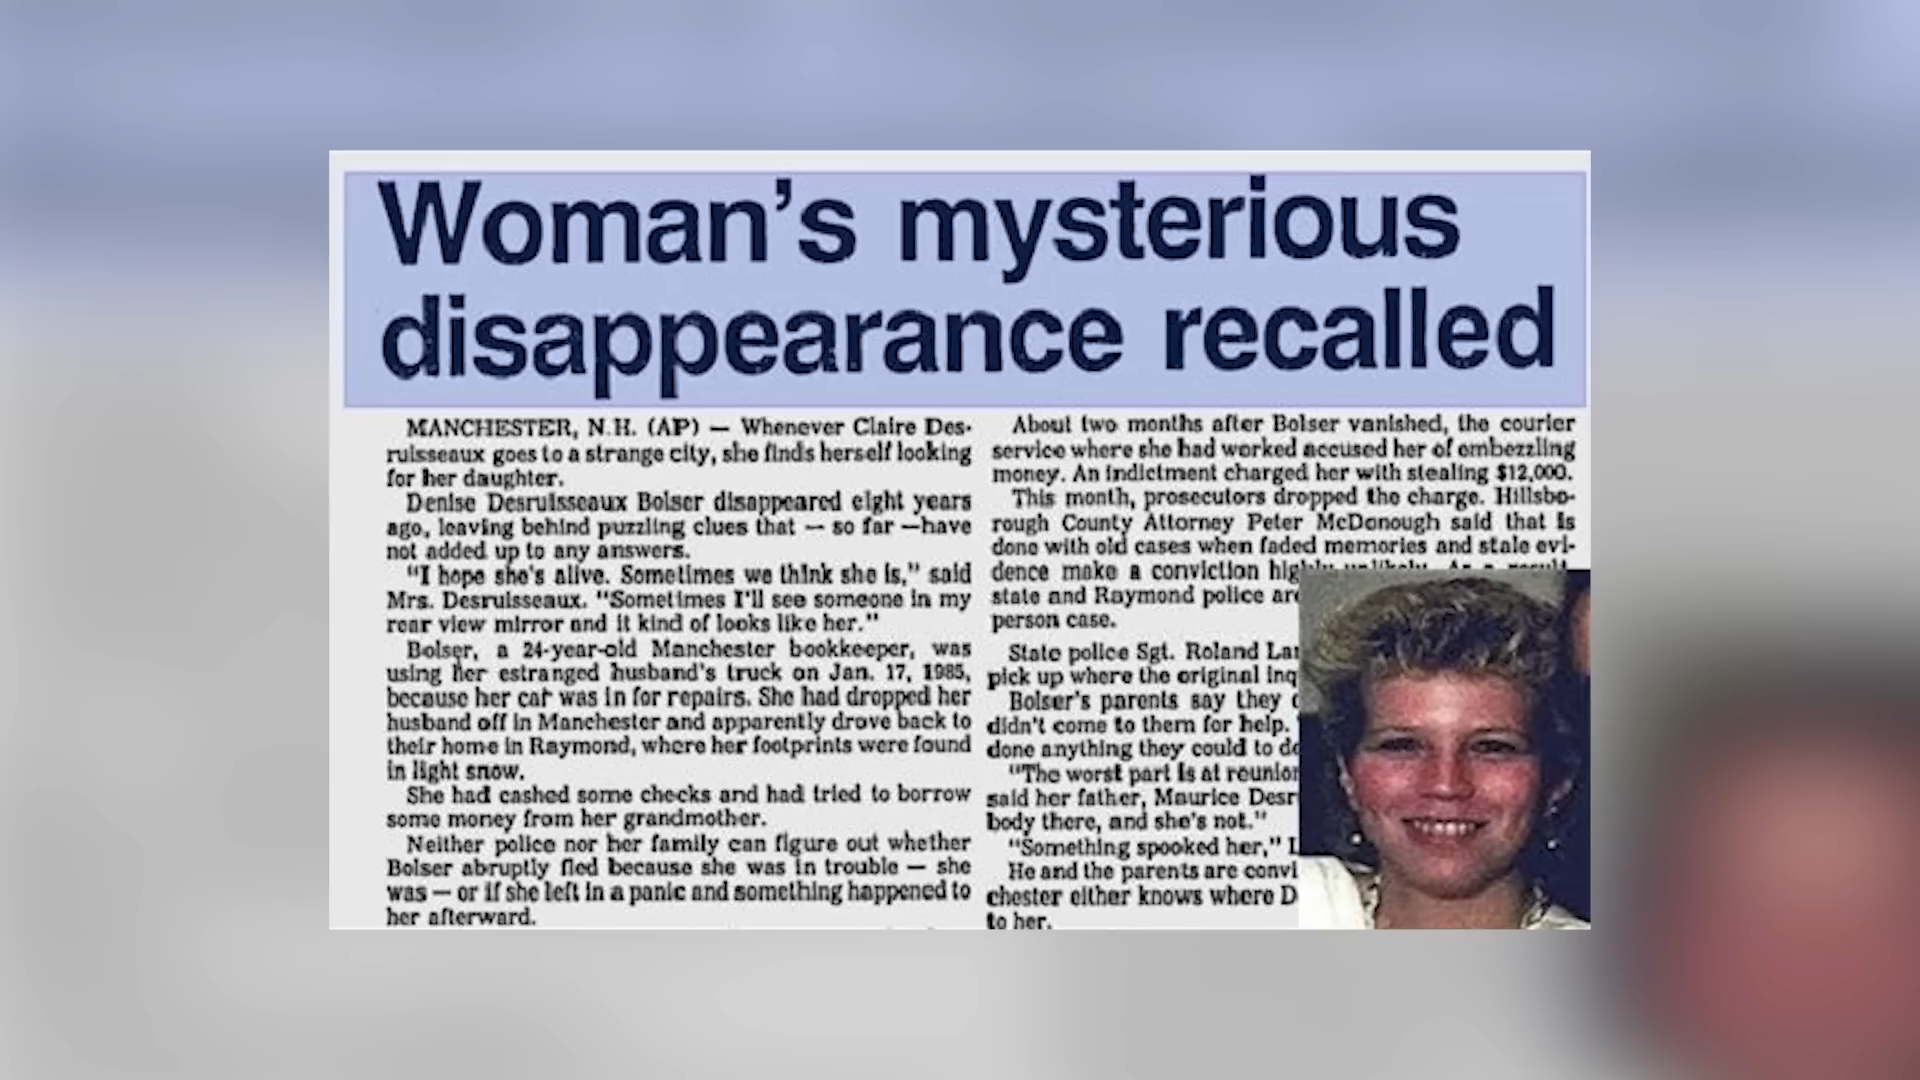 Woman's mysterious
disappearance recalled
MANCHESTER, N.H. (AP) — Whenever Claire Des-
ruisseaux goes to a strange city, she finds herself looking
for her daughter.
Denise Desruisseaux Bolser disappeared eight years
ago, leaving behind puzzling clues that — so far —have
not added up to any answers.
"I hope she's alive. Sometimes we think she is," said
Mrs. Desruisseaux. "Sometimes I'll see someone in my
rear view mirror and it kind of looks like her."
Bolser, a 24-year-old Manchester bookkeeper, was
using her estranged husband's truck on Jan. 17, 1985,
because her car was in for repairs. She had dropped her
husband off in Manchester and apparently drove back to
their home in Raymond, where her footprints were found
in light snow.
She had cashed some checks and had tried to borrow
some money from her grandmother.
Neither police nor her family can figure out whether
Bolser abruptly fled because she was in trouble — she
was — or if she left in a panic and something happened to
her afterward.
About two months after Bolser vanished, the courier
service where she had worked accused her of embezzling
money. An indictment charged her with stealing $12,000.
This month, prosecutors dropped the charge. Hillsbo-
rough County Attorney Peter McDonough said that is
done with old cases when faded memories and stale evi-
dence make a conviction highly unlikely. As a result,
state and Raymond police are
person case.
State police Sgt. Roland La
pick up where the original inq
Bolser's parents say they
didn't come to them for help.
done anything they could to do
"The worst part is at reunion
said her father, Maurice Desr
body there, and she's not."
"Something spooked her," L
He and the parents are convi
chester either knows where D
to her.